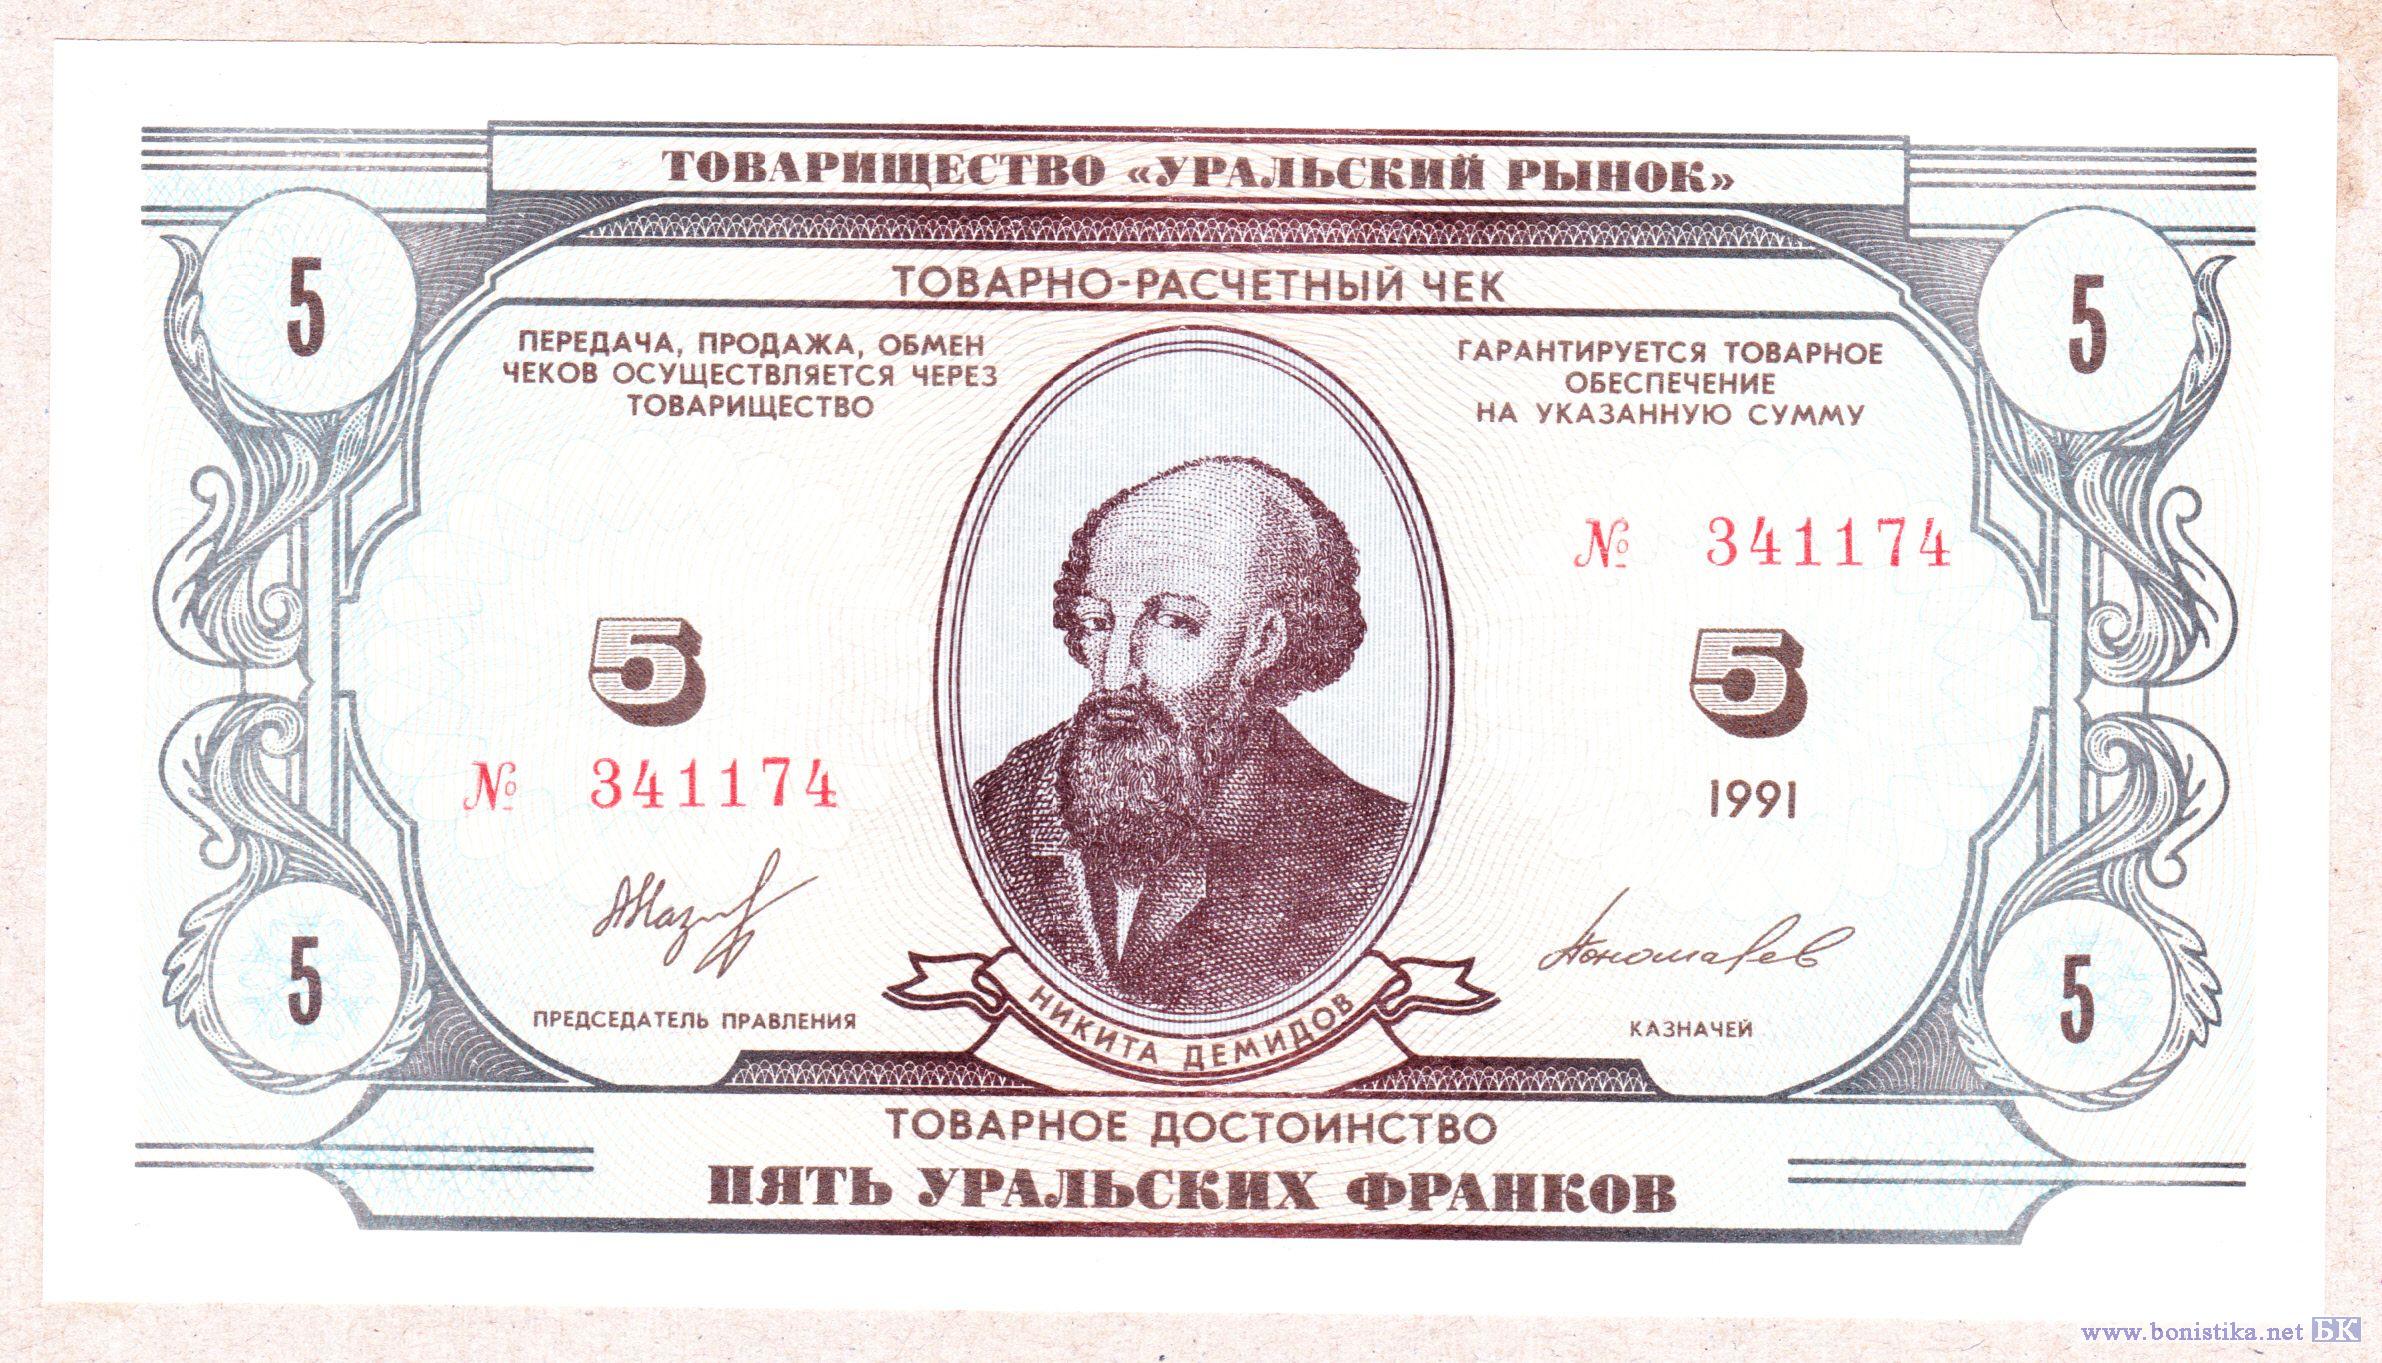 ТОВАРИЩЕСТВО «УРАЛЬСКИЙ РЫНОК»
5
5
ТОВАРНО-РАСЧЕТНЫЙ ЧЕК
ПЕРЕДАЧА, ПРОДАЖА, ОБМЕН
ЧЕКОВ ОСУЩЕСТВЛЯЕТСЯ ЧЕРЕЗ
ТОВАРИЩЕСТВО
ГАРАНТИРУЕТСЯ ТОВАРНОЕ
ОБЕСПЕЧЕНИЕ
НА УКАЗАННУЮ СУММУ
№ 341174
5
5
№ 341174
1991
Пономарев
ПРЕДСЕДАТЕЛЬ ПРАВЛЕНИЯ
КАЗНАЧЕЙ
НИКИТА ДЕМИДОВ
5
5
ТОВАРНОЕ ДОСТОИНСТВО
ПЯТЬ УРАЛЬСКИХ ФРАНКОВ
www.bonistika.net БК